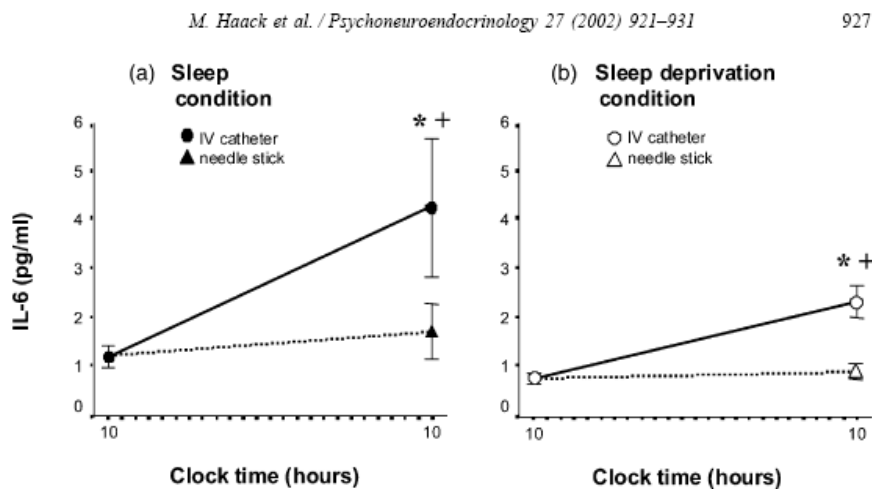 M. Haack et al. / Psychoneuroendocrinology 27 (2002) 921–931 927
(a) Sleep condition
* +
IV catheter
needle stick
IL-6 (pg/ml)
6
5
4
3
2
1
0
10
10
Clock time (hours)
(b) Sleep deprivation condition
IV catheter
needle stick
* +
6
5
4
3
2
1
0
10
10
Clock time (hours)